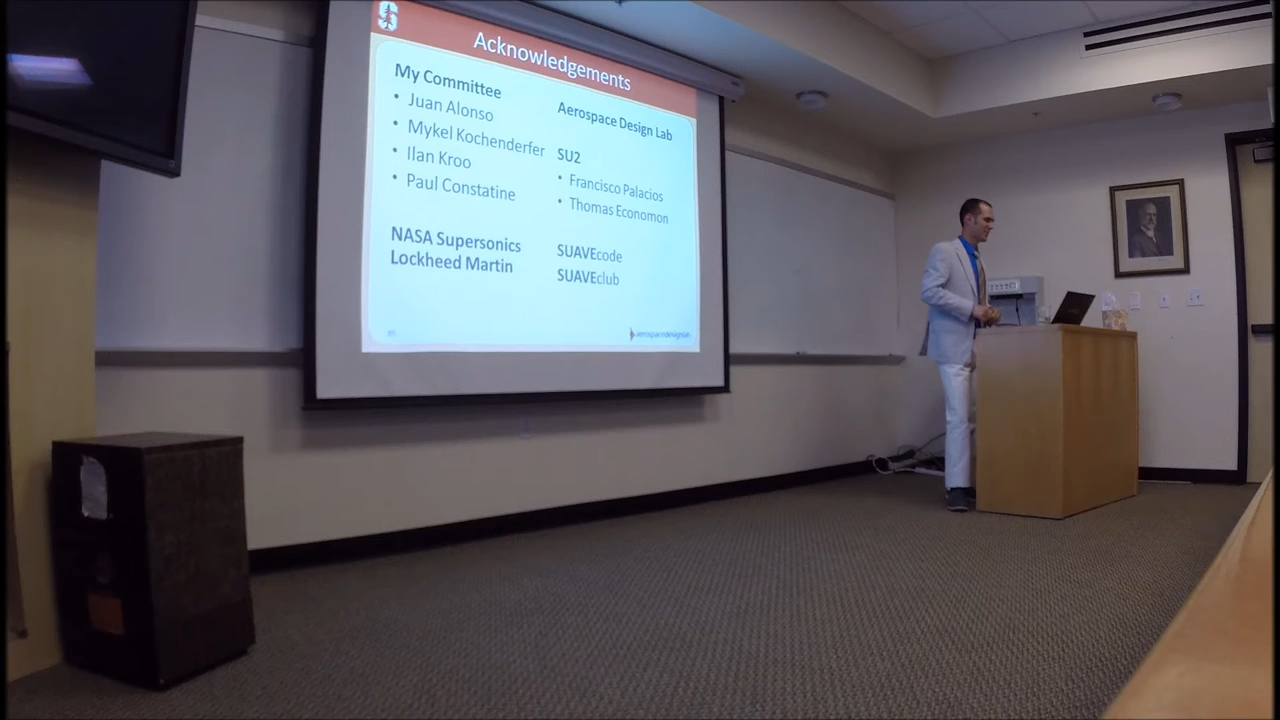 Acknowledgements
My Committee
• Juan Alonso
• Mykel Kochenderfer
• Ilan Kroo
• Paul Constatine
NASA Supersonics
Lockheed Martin
Aerospace Design Lab
SU2
• Francisco Palacios
• Thomas Economon
SUAVEcode
SUAVEclub
aerospacedesignlab